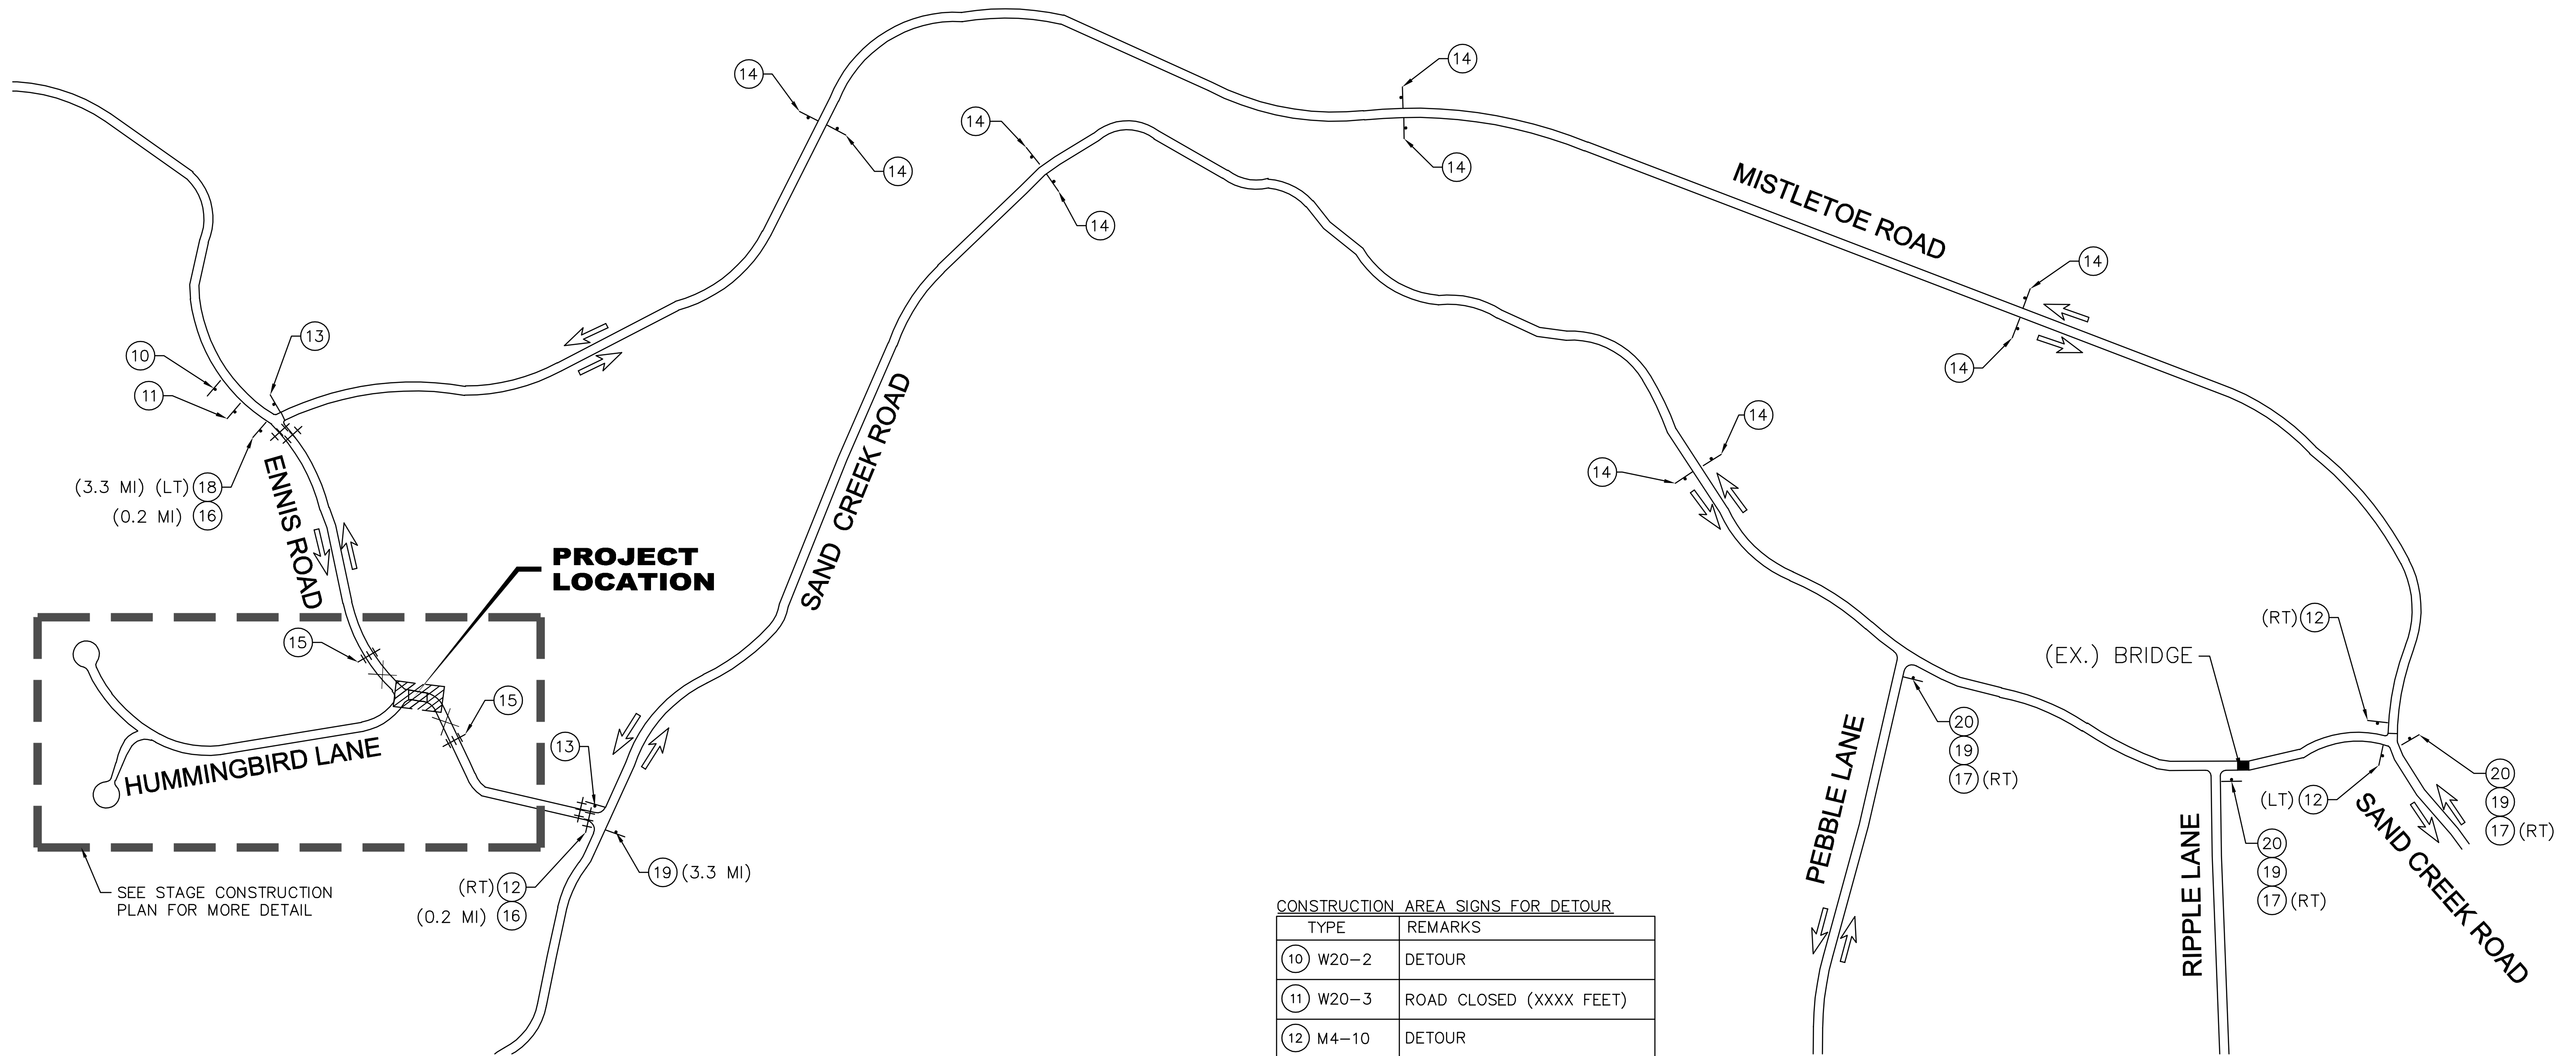 14
14
14
14
14
14
14
MISTLETOE ROAD
14
14
13
10
11
14
14
(3.3 MI) (LT) 18
(0.2 MI) 16
ENNIS ROAD
SAND CREEK ROAD
PROJECT
LOCATION
15
15
HUMMINGBIRD LANE
SEE STAGE CONSTRUCTION
PLAN FOR MORE DETAIL
13
(RT) 12
(0.2 MI) 16
19 (3.3 MI)
(RT) 12
(EX.) BRIDGE
PEBBLE LANE
20
19
17 (RT)
(LT) 12
20
19
17 (RT)
RIPPLE LANE
20
19
17 (RT)
SAND CREEK ROAD
CONSTRUCTION AREA SIGNS FOR DETOUR
TYPE REMARKS
10 W20-2 DETOUR
11 W20-3 ROAD CLOSED (XXXX FEET)
12 M4-10 DETOUR